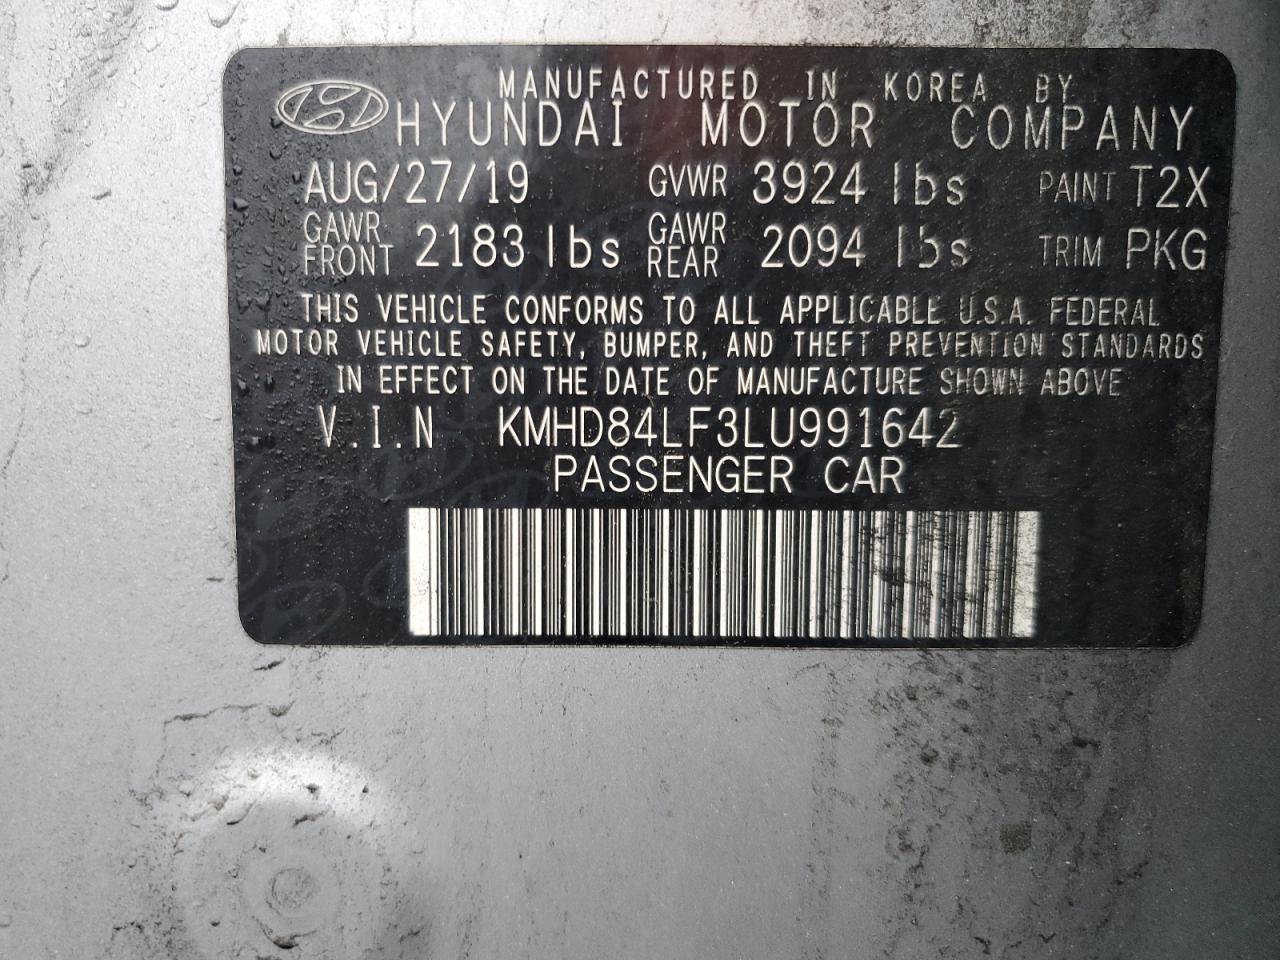 MANUFACTURED IN KOREA BY
HYUNDAI MOTOR COMPANY
AUG/27/19 GVWR 3924 lbs PAINT T2X
GAWR FRONT 2183 lbs GAWR REAR 2094 lbs TRIM PKG
THIS VEHICLE CONFORMS TO ALL APPLICABLE U.S.A. FEDERAL
MOTOR VEHICLE SAFETY, BUMPER, AND THEFT PREVENTION STANDARDS
IN EFFECT ON THE DATE OF MANUFACTURE SHOWN ABOVE
V.I.N KMHD84LF3LU991642
PASSENGER CAR